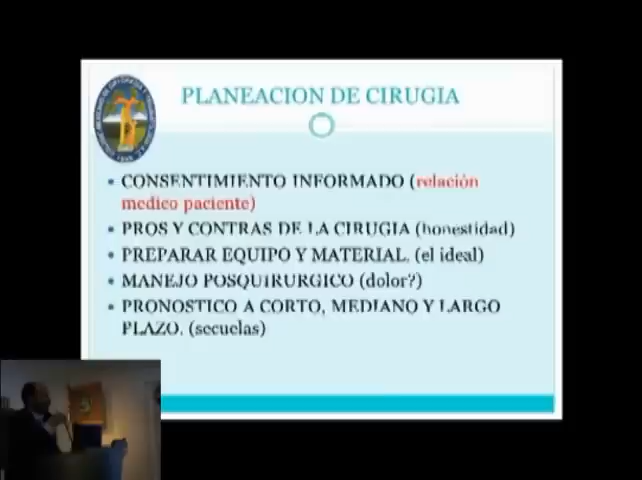 PLANEACION DE CIRUGIA
CONSENTIMIENTO INFORMADO (relación
medico paciente)
PROS Y CONTRAS DE LA CIRUGIA (honestidad)
PREPARAR EQUIPO Y MATERIAL. (el ideal)
MANEJO POSQUIRURGICO (dolor?)
PRONOSTICO A CORTO, MEDIANO Y LARGO
PLAZO. (secuelas)